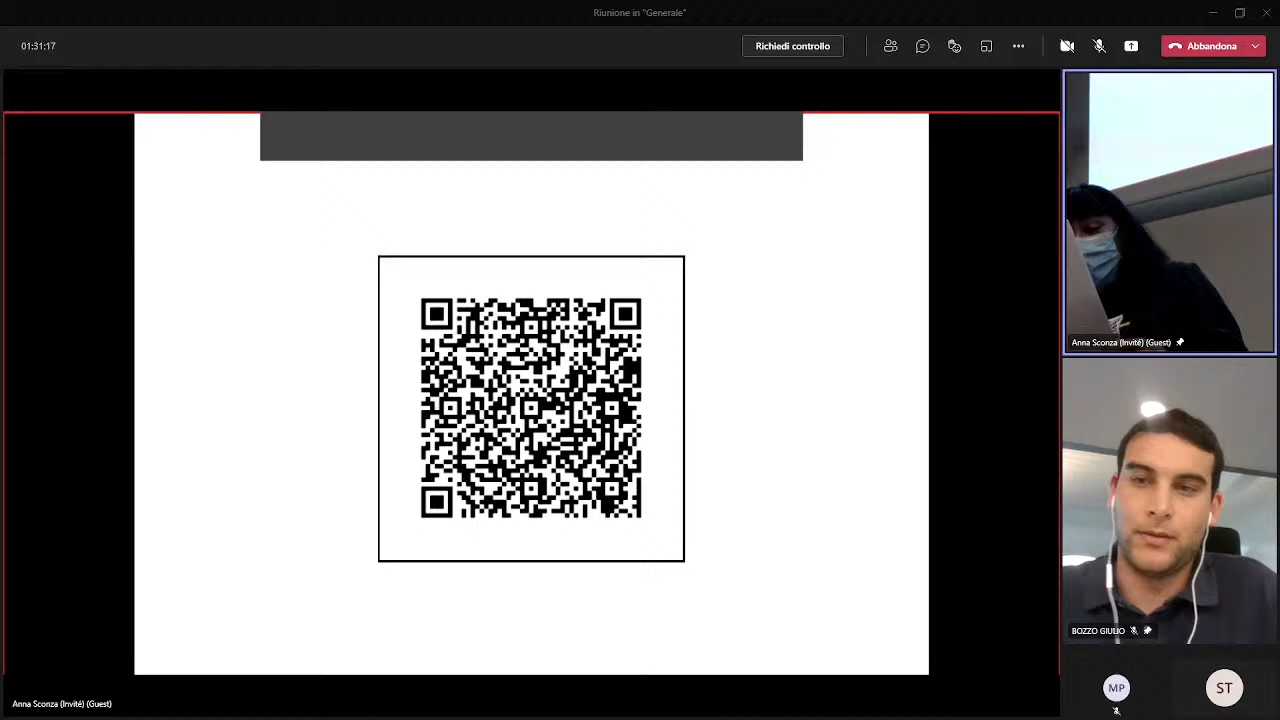 Riunione in "Generale"
01:31:17
Richiedi controllo
Abbandona
Anna Sconza (Invité) (Guest)
BOZZO GIULIO
MP
ST
Anna Sconza (Invité) (Guest)